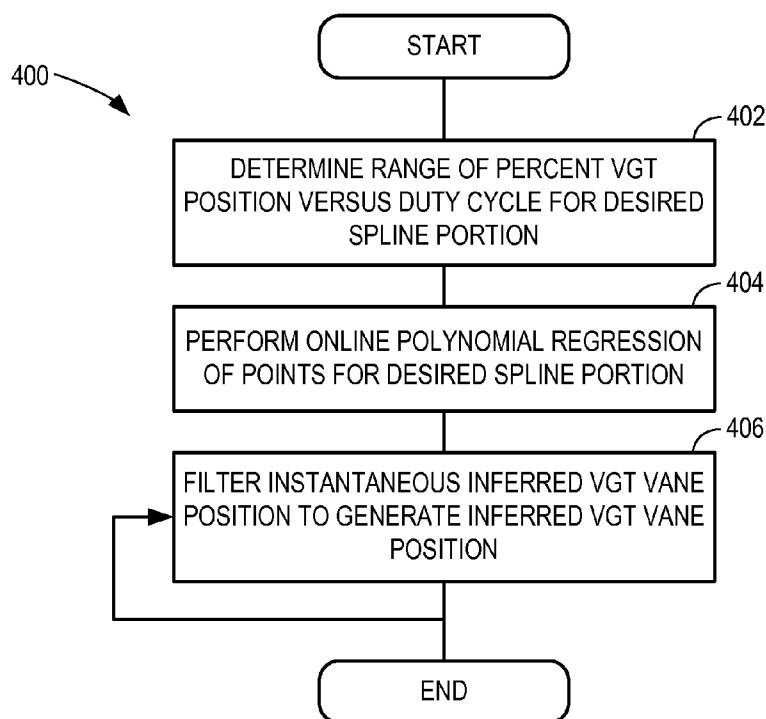 START
400
402
DETERMINE RANGE OF PERCENT VGT
POSITION VERSUS DUTY CYCLE FOR DESIRED
SPLINE PORTION
404
PERFORM ONLINE POLYNOMIAL REGRESSION
OF POINTS FOR DESIRED SPLINE PORTION
406
FILTER INSTANTANEOUS INFERRED VGT VANE
POSITION TO GENERATE INFERRED VGT VANE
POSITION
END